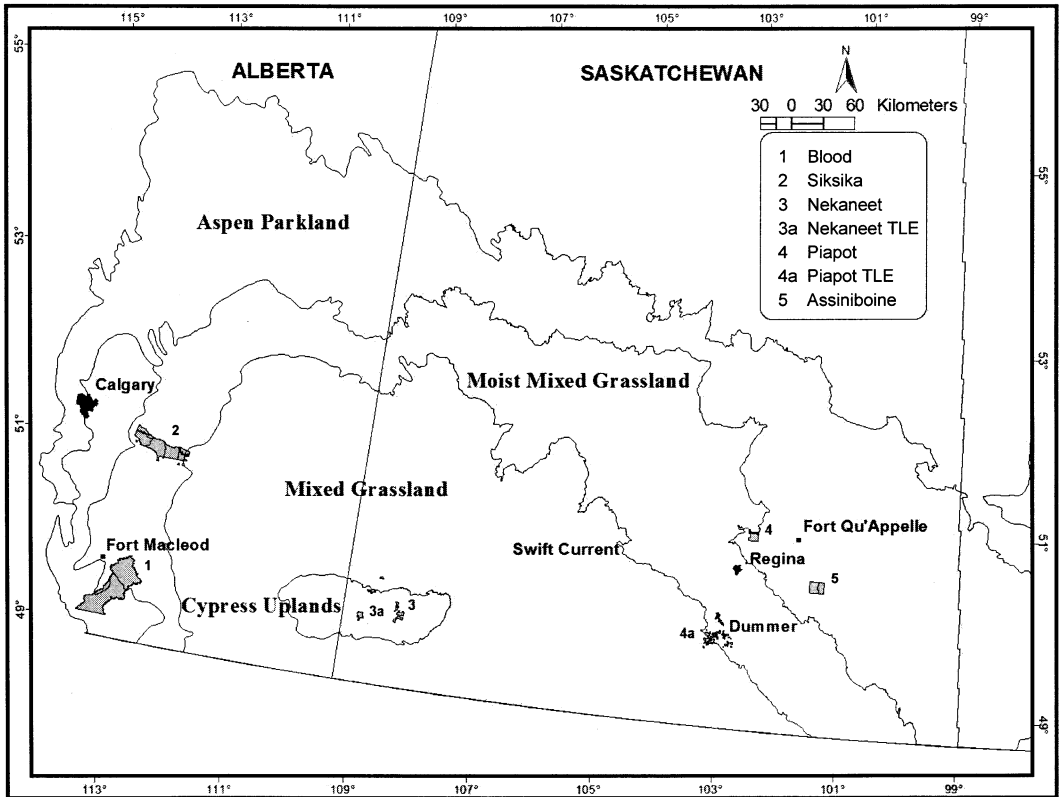 115° 113° 111° 109° 107° 105° 103° 101° 99°
55°
ALBERTA
SASKATCHEWAN
N
30 0 30 60 Kilometers
1 Blood
2 Siksika
3 Nekaneet
3a Nekaneet TLE
4 Piapot
4a Piapot TLE
5 Assiniboine
55°
Aspen Parkland
53°
53°
Moist Mixed Grassland
Calgary
51°
2
Mixed Grassland
4
Fort Qu'Appelle
51°
Fort Macleod
Swift Current
Regina
1
5
49°
Cypress Uplands
3a
3
4a
Dummer
49°
113° 111° 109° 107° 105° 103° 101° 99°